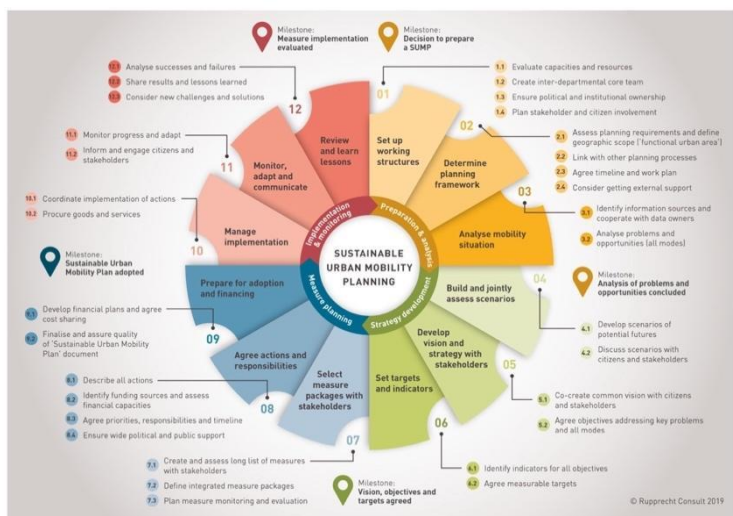 Milestone:
Measure implementation
evaluated
Milestone:
Decision to prepare
a SUMP
12.1 Analyse successes and failures
12.2 Share results and lessons learned
12.3 Consider new challenges and solutions
1.1 Evaluate capacities and resources
1.2 Create inter-departmental core team
1.3 Ensure political and institutional ownership
1.4 Plan stakeholder and citizen involvement
12
01
11.1 Monitor progress and adapt
11.2 Inform and engage citizens and
stakeholders
02
2.1 Assess planning requirements and define
geographic scope ('functional urban area')
2.2 Link with other planning processes
2.3 Agree timeline and work plan
2.4 Consider getting external support
11
Review and learn
lessons
Set up
working
structures
Monitor,
adapt and
communicate
Determine
planning
framework
03
10.1 Coordinate implementation of actions
10.2 Procure goods and services
3.1 Identify information sources and
cooperate with data owners
3.2 Analyse problems and
opportunities (all modes)
10
Manage
implementation
Analyse mobility
situation
Implementation
& monitoring
Preparation & analysis
SUSTAINABLE
URBAN MOBILITY
PLANNING
Measure planning
Strategy development
Milestone:
Sustainable Urban
Mobility Plan adopted
Milestone:
Analysis of problems and
opportunities concluded
Prepare for adoption
and financing
Build and jointly
assess scenarios
04
9.1 Develop financial plans and agree
cost sharing
9.2 Finalise and assure quality
of 'Sustainable Urban Mobility
Plan' document
09
4.1 Develop scenarios of
potential futures
4.2 Discuss scenarios with
citizens and stakeholders
Agree actions and
responsibilities
Develop
vision and
strategy with
stakeholders
05
8.1 Describe all actions
8.2 Identify funding sources and assess
financial capacities
8.3 Agree priorities, responsibilities and timeline
8.4 Ensure wide political and public support
08
Select
measure
packages with
stakeholders
Set targets
and indicators
5.1 Co-create common vision with citizens
and stakeholders
5.2 Agree objectives addressing key problems
and all modes
07
06
7.1 Create and assess long list of measures
with stakeholders
7.2 Define integrated measure packages
7.3 Plan measure monitoring and evaluation
6.1 Identify indicators for all objectives
6.2 Agree measurable targets
Milestone:
Vision, objectives and
targets agreed
© Rupprecht Consult 2019